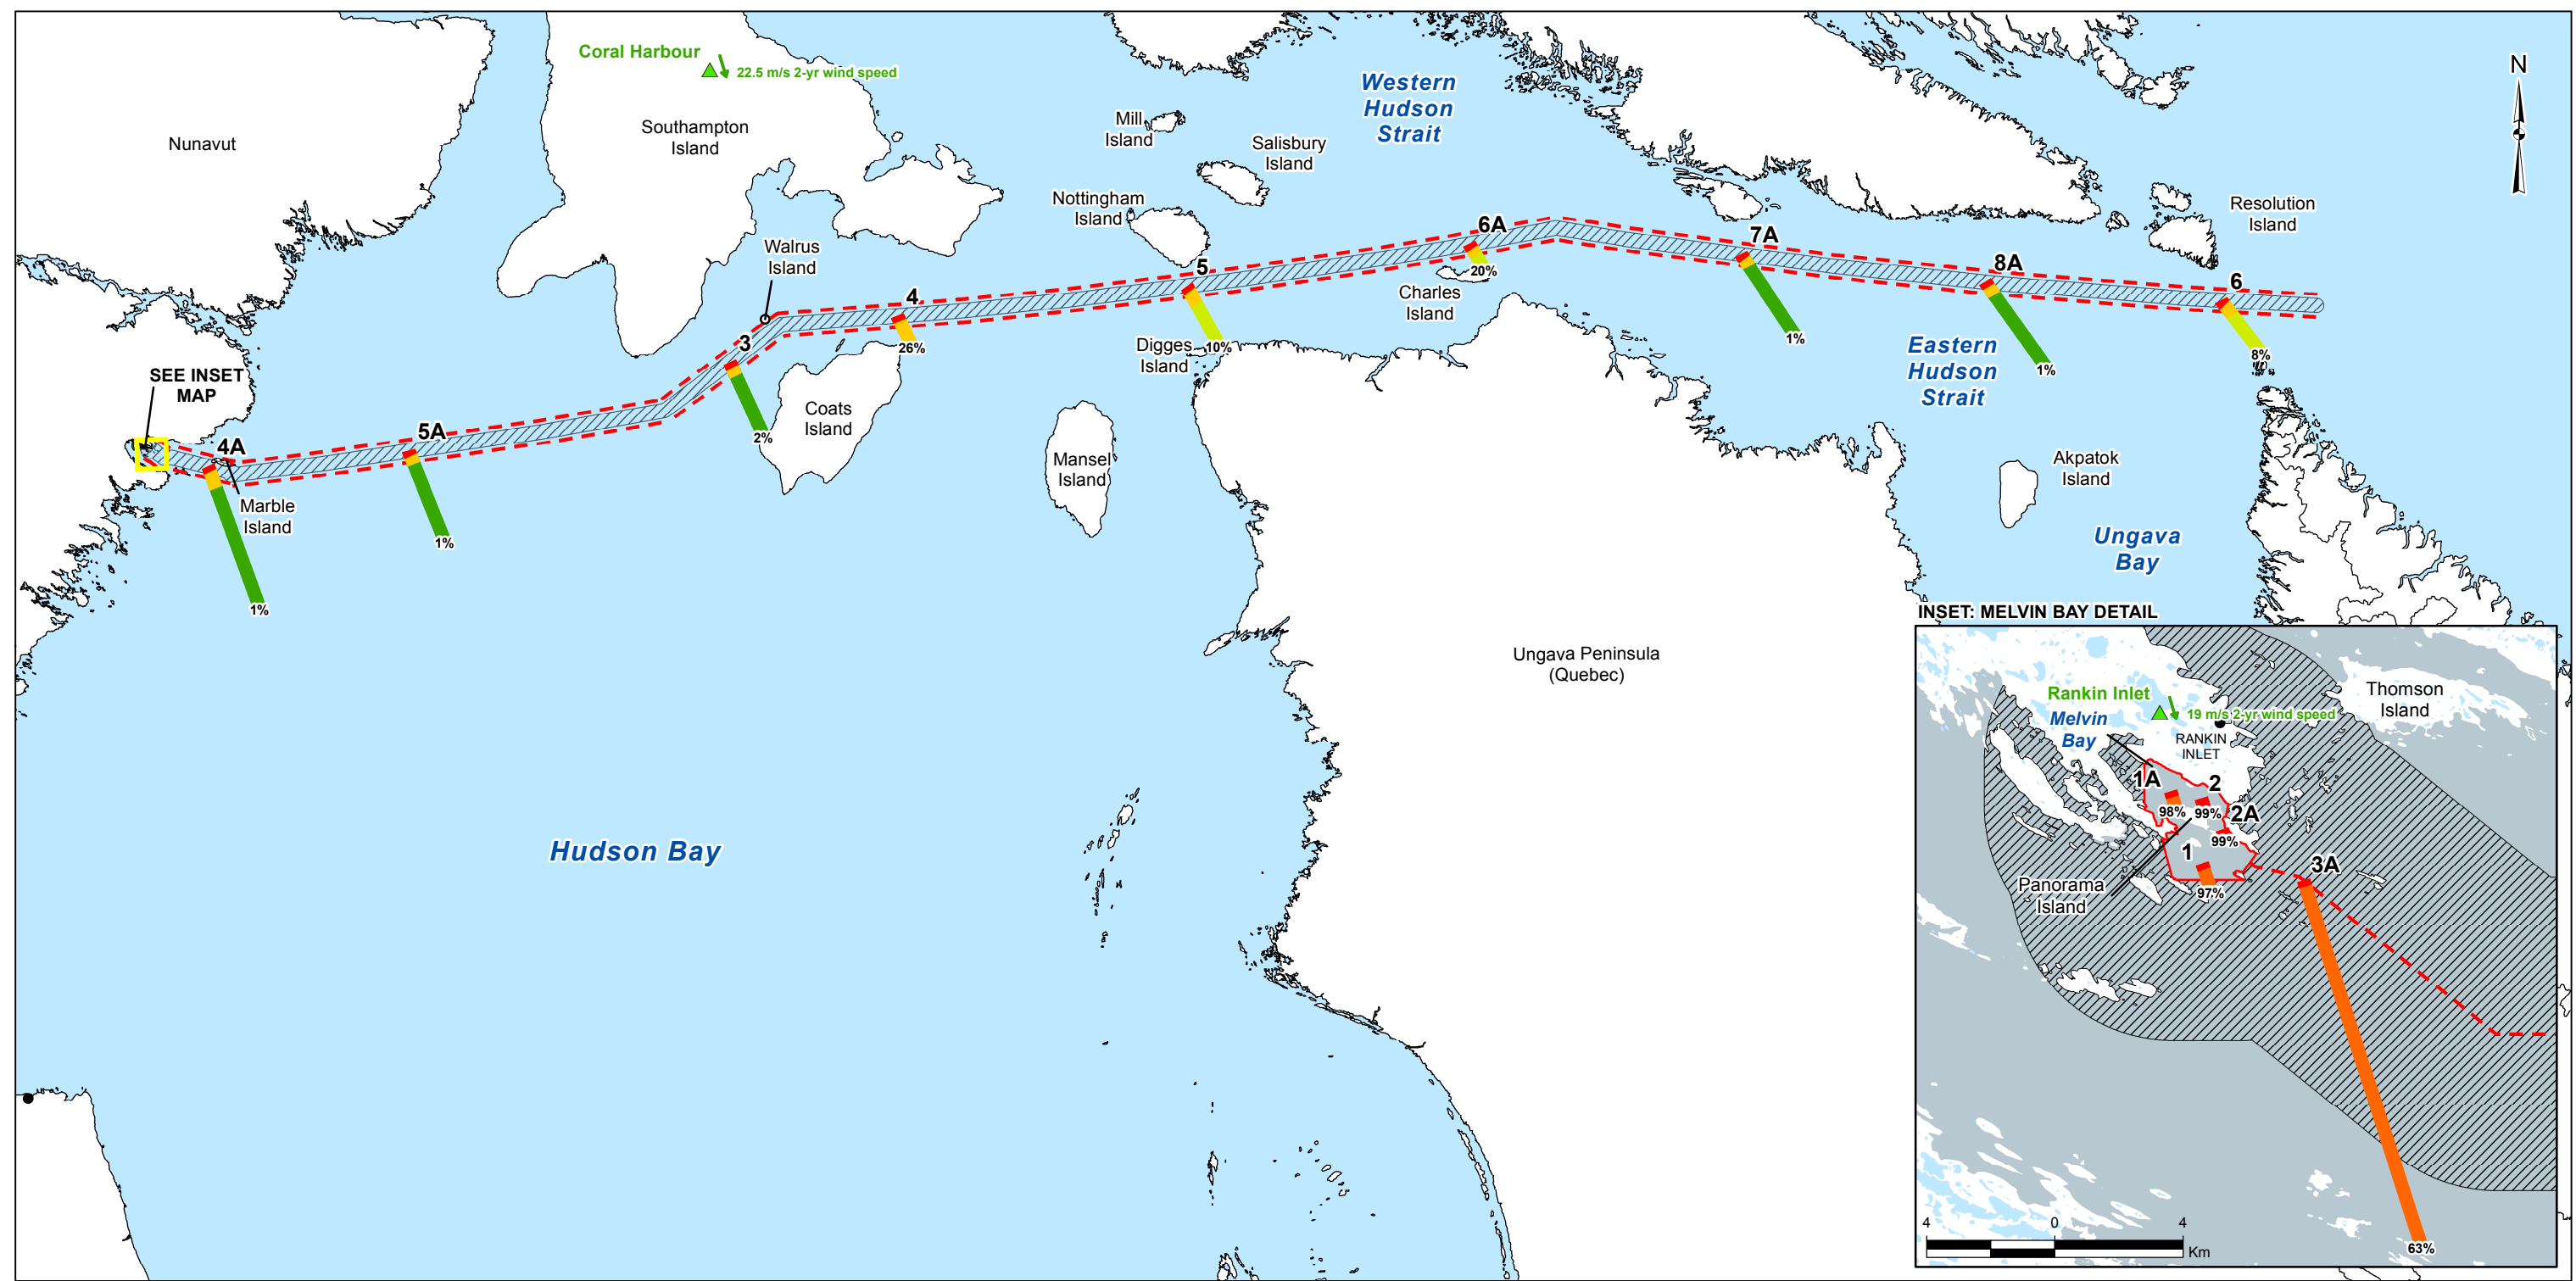 Coral Harbour
22.5 m/s 2-yr wind speed
Nunavut
Southampton
Island
Mill
Island
Salisbury
Island
Western
Hudson
Strait
N
Nottingham
Island
Resolution
Island
Walrus
Island
6A
20%
7A
1%
8A
1%
6
8%
5
10%
4
26%
3
2%
Charles
Island
Digges
Island
Eastern
Hudson
Strait
SEE INSET
MAP
Coats
Island
4A
1%
5A
1%
Marble
Island
Mansel
Island
Akpatok
Island
Ungava
Bay
Ungava Peninsula
(Quebec)
Hudson Bay
INSET: MELVIN BAY DETAIL
Rankin Inlet
19 m/s 2-yr wind speed
Melvin
Bay
RANKIN
INLET
Thomson
Island
1A
98%
2
99%
2A
99%
1
97%
3A
63%
Panorama
Island
4
0
4
Km